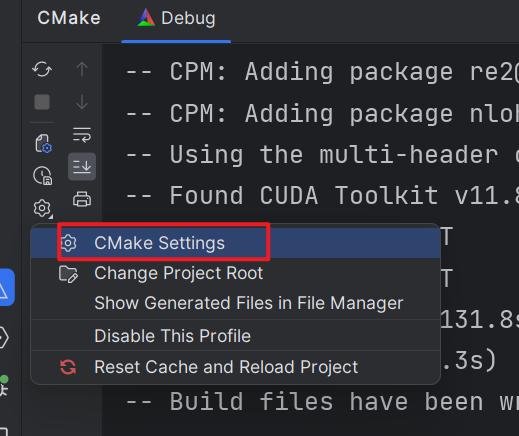 CMake Debug
-- CPM: Adding package re2@
-- CPM: Adding package nloh
-- Using the multi-header
-- Found CUDA Toolkit v11.8
CMake Settings
T
Change Project Root
T
Show Generated Files in File Manager
131.8s
Disable This Profile
.3s)
Reset Cache and Reload Project
-- Build files have been wr